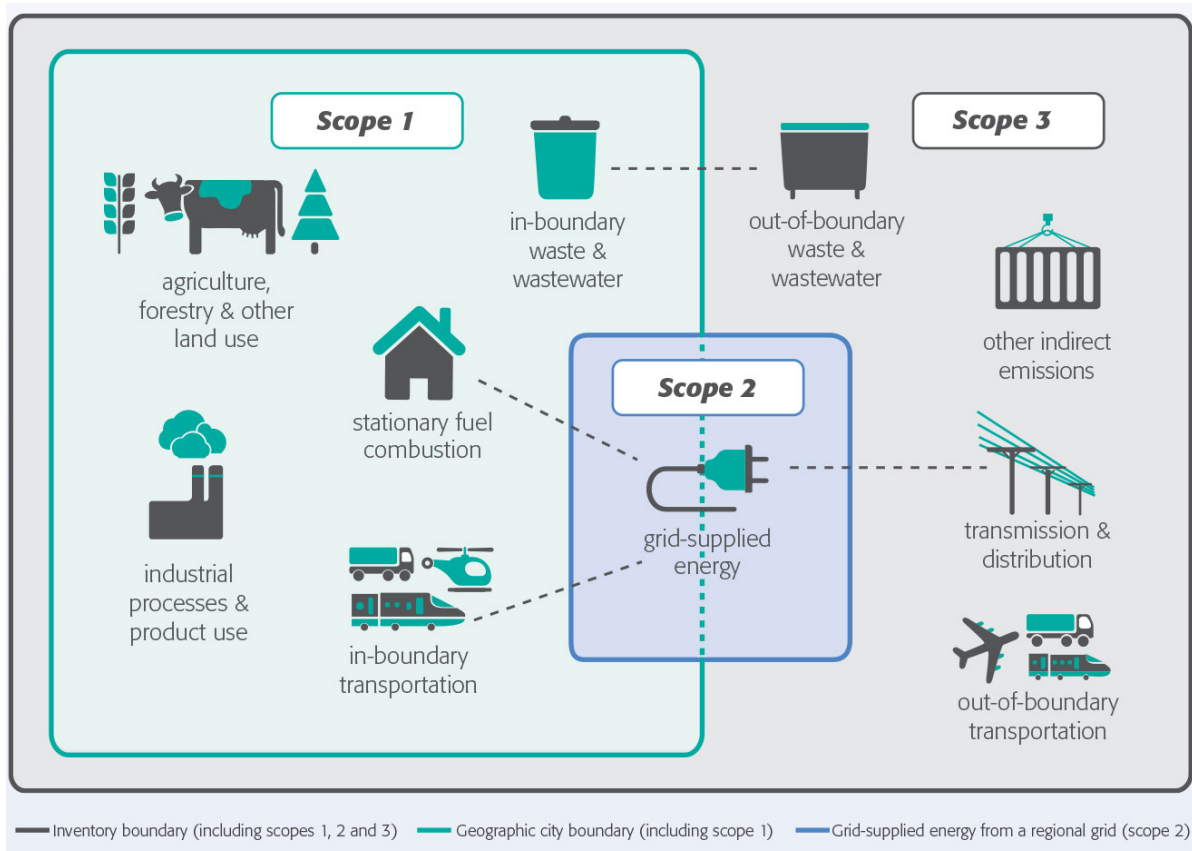 Scope 1
Scope 3
in-boundary
waste &
wastewater
out-of-boundary
waste &
wastewater
agriculture,
forestry & other
land use
other indirect
emissions
Scope 2
stationary fuel
combustion
grid-supplied
energy
transmission &
distribution
industrial
processes &
product use
in-boundary
transportation
out-of-boundary
transportation
Inventory boundary (including scopes 1, 2 and 3)
Geographic city boundary (including scope 1)
Grid-supplied energy from a regional grid (scope 2)